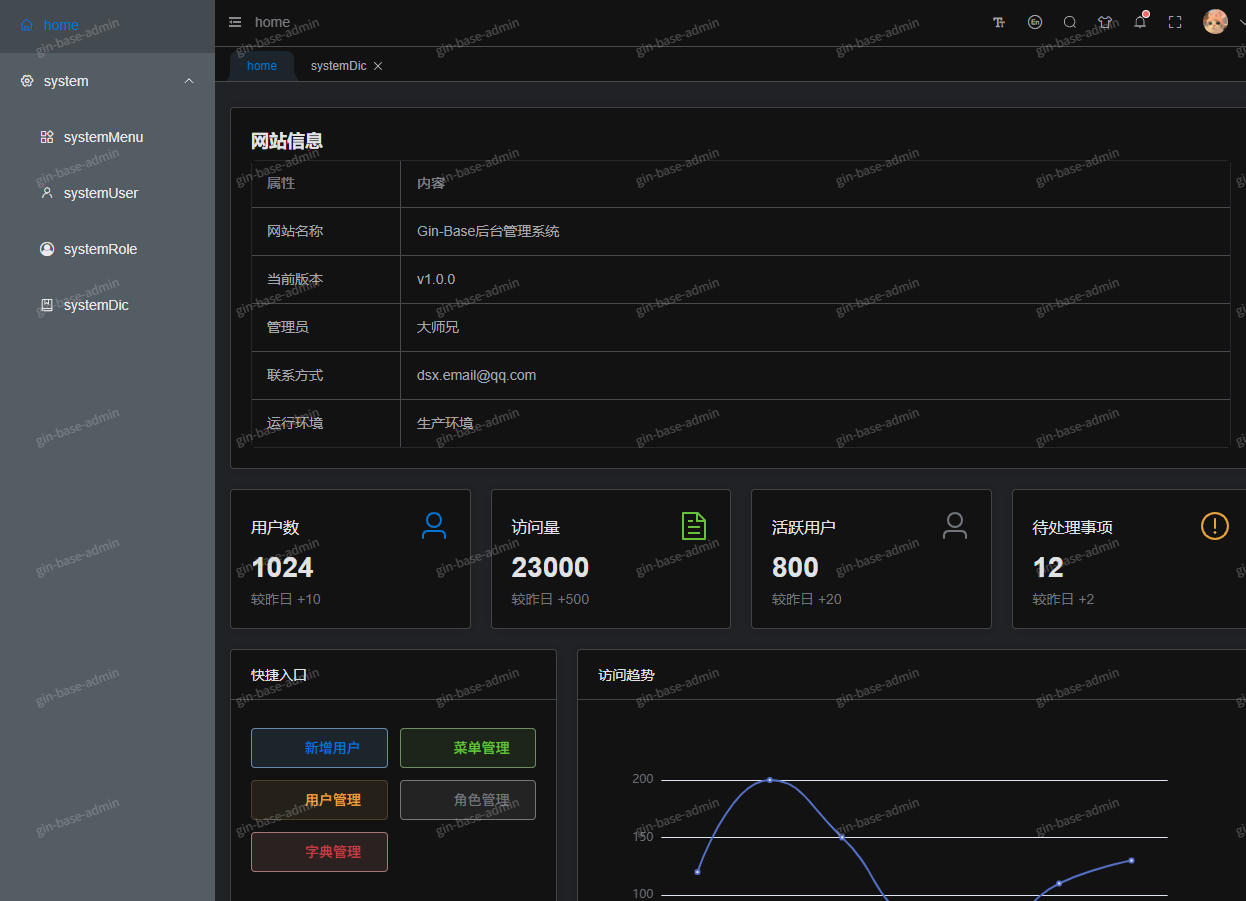 home
system
systemMenu
systemUser
systemRole
systemDic
home
En
home systemDic
网站信息
属性 内容
网站名称 Gin-Base后台管理系统
当前版本 v1.0.0
管理员 大师兄
联系方式 dsx.email@qq.com
运行环境 生产环境
用户数
1024
较昨日 +10
访问量
23000
较昨日 +500
活跃用户
800
较昨日 +20
待处理事项
12
较昨日 +2
快捷入口
新增用户 菜单管理
用户管理 角色管理
字典管理
访问趋势
200
150
100
gin-base-admin